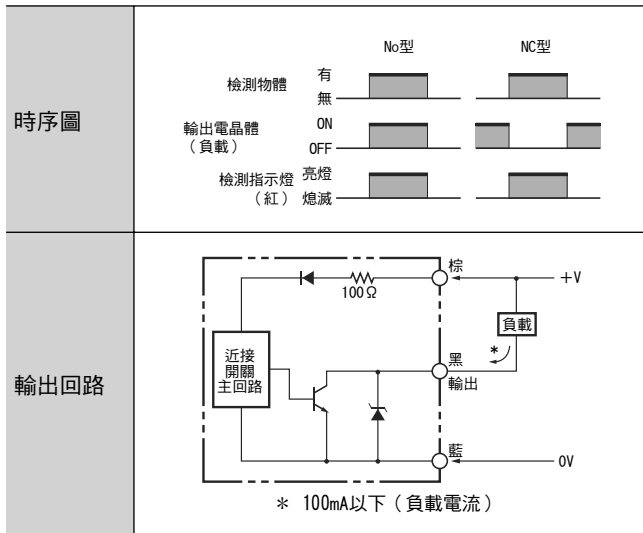 時序圖
No型
NC型
檢測物體
有
無
輸出電晶體
（負載）
ON
OFF
檢測指示燈
（紅）
亮燈
熄滅
輸出回路
棕
+V
100Ω
負載
近接
開關
主回路
*
黑
輸出
藍
0V
* 100mA以下（負載電流）